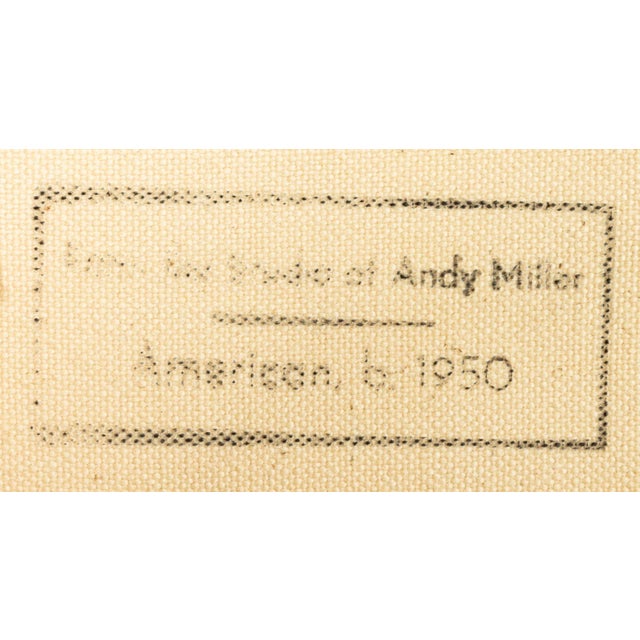 From the Studio of Andy Miller
American, b. 1950